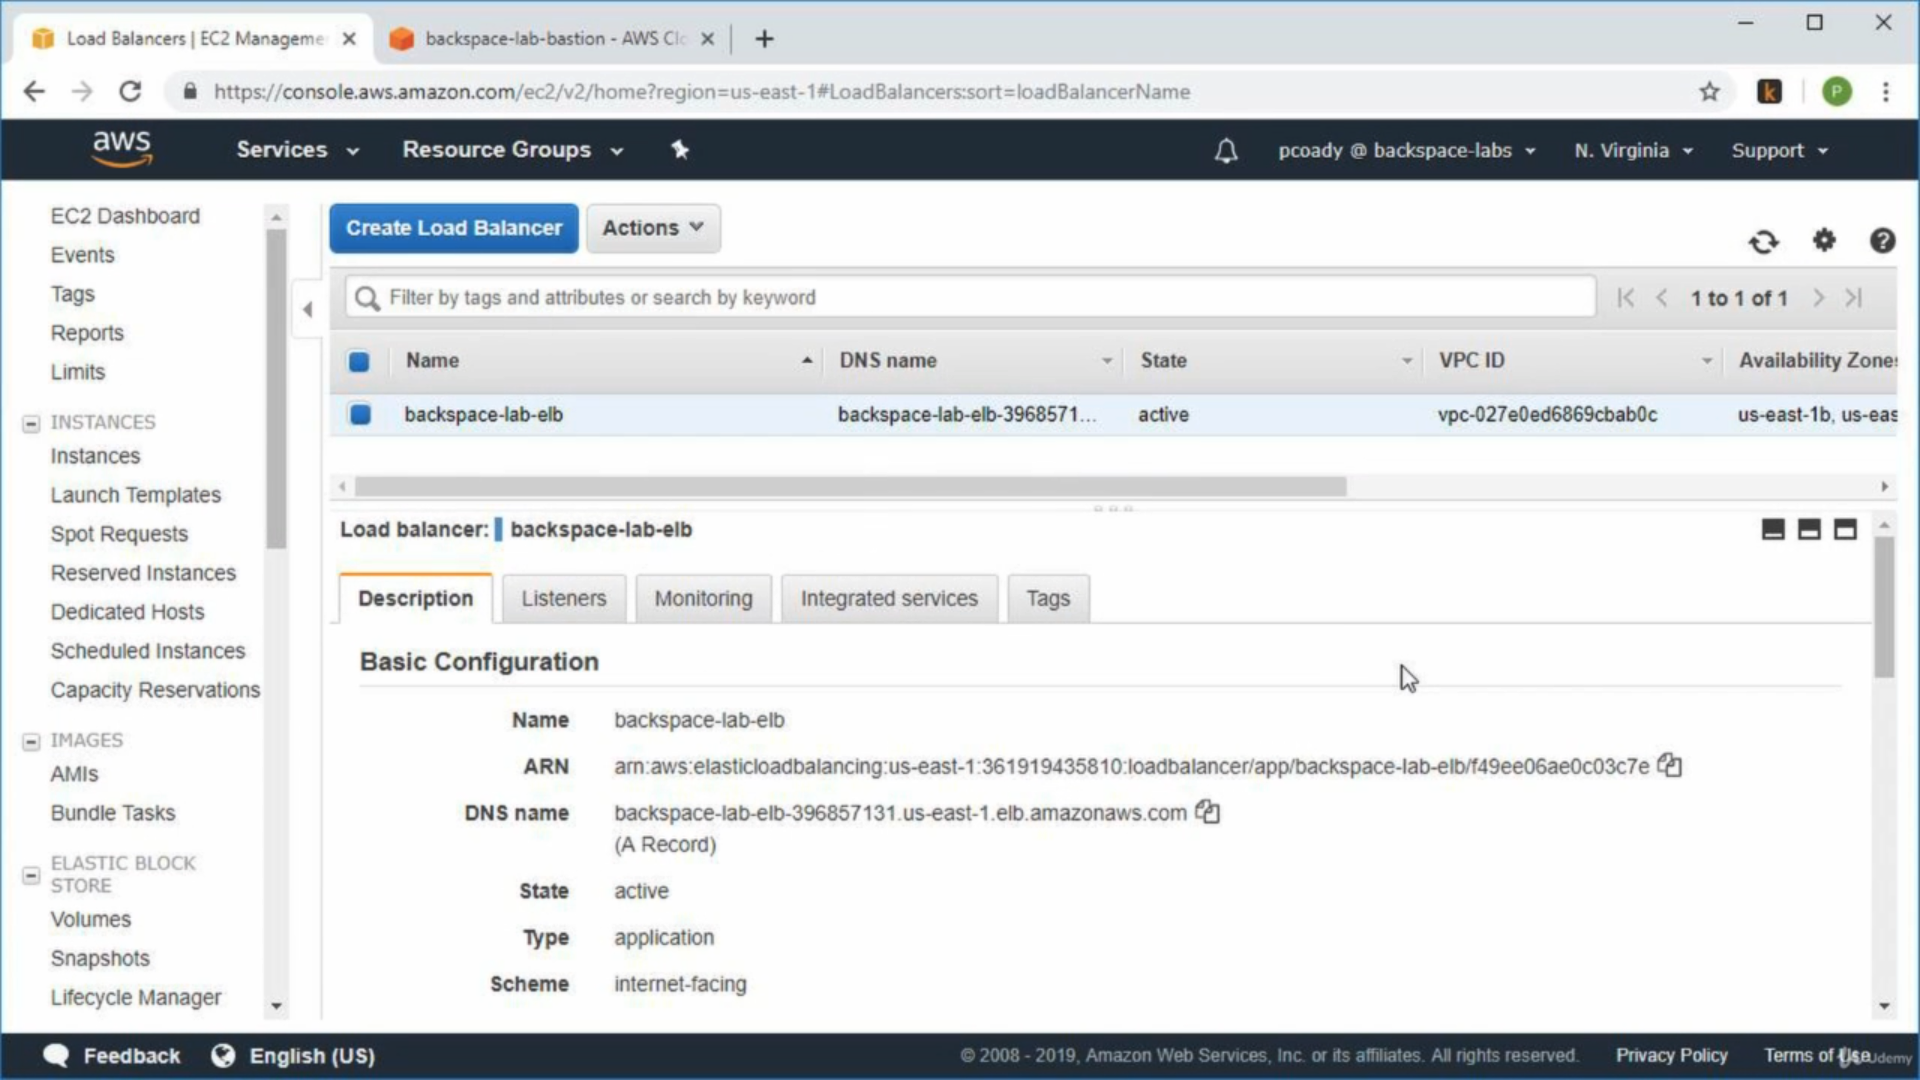 Load Balancers | EC2 Manageme
backspace-lab-bastion - AWS Clo
https://console.aws.amazon.com/ec2/v2/home?region=us-east-1#LoadBalancers:sort=loadBalancerName
k
P
aws
Services
Resource Groups
pcoady @ backspace-labs
N. Virginia
Support
EC2 Dashboard
Events
Tags
Reports
Limits
INSTANCES
Instances
Launch Templates
Spot Requests
Reserved Instances
Dedicated Hosts
Scheduled Instances
Capacity Reservations
IMAGES
AMIs
Bundle Tasks
ELASTIC BLOCK
STORE
Volumes
Snapshots
Lifecycle Manager
Create Load Balancer
Actions
Filter by tags and attributes or search by keyword
1 to 1 of 1
Name
DNS name
State
VPC ID
Availability Zones
backspace-lab-elb
backspace-lab-elb-3968571...
active
vpc-027e0ed6869cbab0c
us-east-1b, us-eas
Load balancer: backspace-lab-elb
Description
Listeners
Monitoring
Integrated services
Tags
Basic Configuration
Name backspace-lab-elb
ARN arn:aws:elasticloadbalancing:us-east-1:361919435810:loadbalancer/app/backspace-lab-elb/f49ee06ae0c03c7e
DNS name backspace-lab-elb-396857131.us-east-1.elb.amazonaws.com
(A Record)
State active
Type application
Scheme internet-facing
Feedback
English (US)
© 2008 - 2019, Amazon Web Services, Inc. or its affiliates. All rights reserved.
Privacy Policy
Terms of Use
Udemy